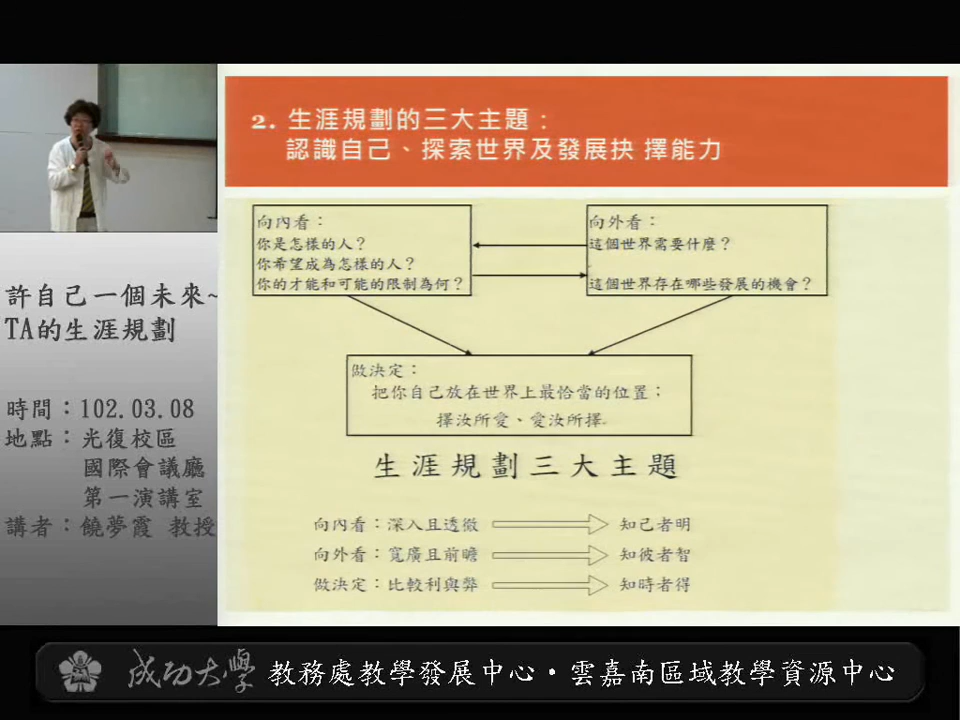 2. 生涯規劃的三大主題：
認識自己、探索世界及發展抉 擇能力
向內看：
你是怎樣的人？
你希望成為怎樣的人？
你的才能和可能的限制為何？
向外看：
這個世界需要什麼？
這個世界存在哪些發展的機會？
做決定：
把你自己放在世界上最恰當的位置；
擇汝所愛、愛汝所擇
生涯規劃三大主題
向內看：深入且透徹 知己者明
向外看：寬廣且前瞻 知彼者智
做決定：比較利與弊 知時者得
許自己一個未來~
TA的生涯規劃
時間：102.03.08
地點：光復校區
國際會議廳
第一演講室
講者：饒夢霞 教授
成功大學 教務處教學發展中心・雲嘉南區域教學資源中心